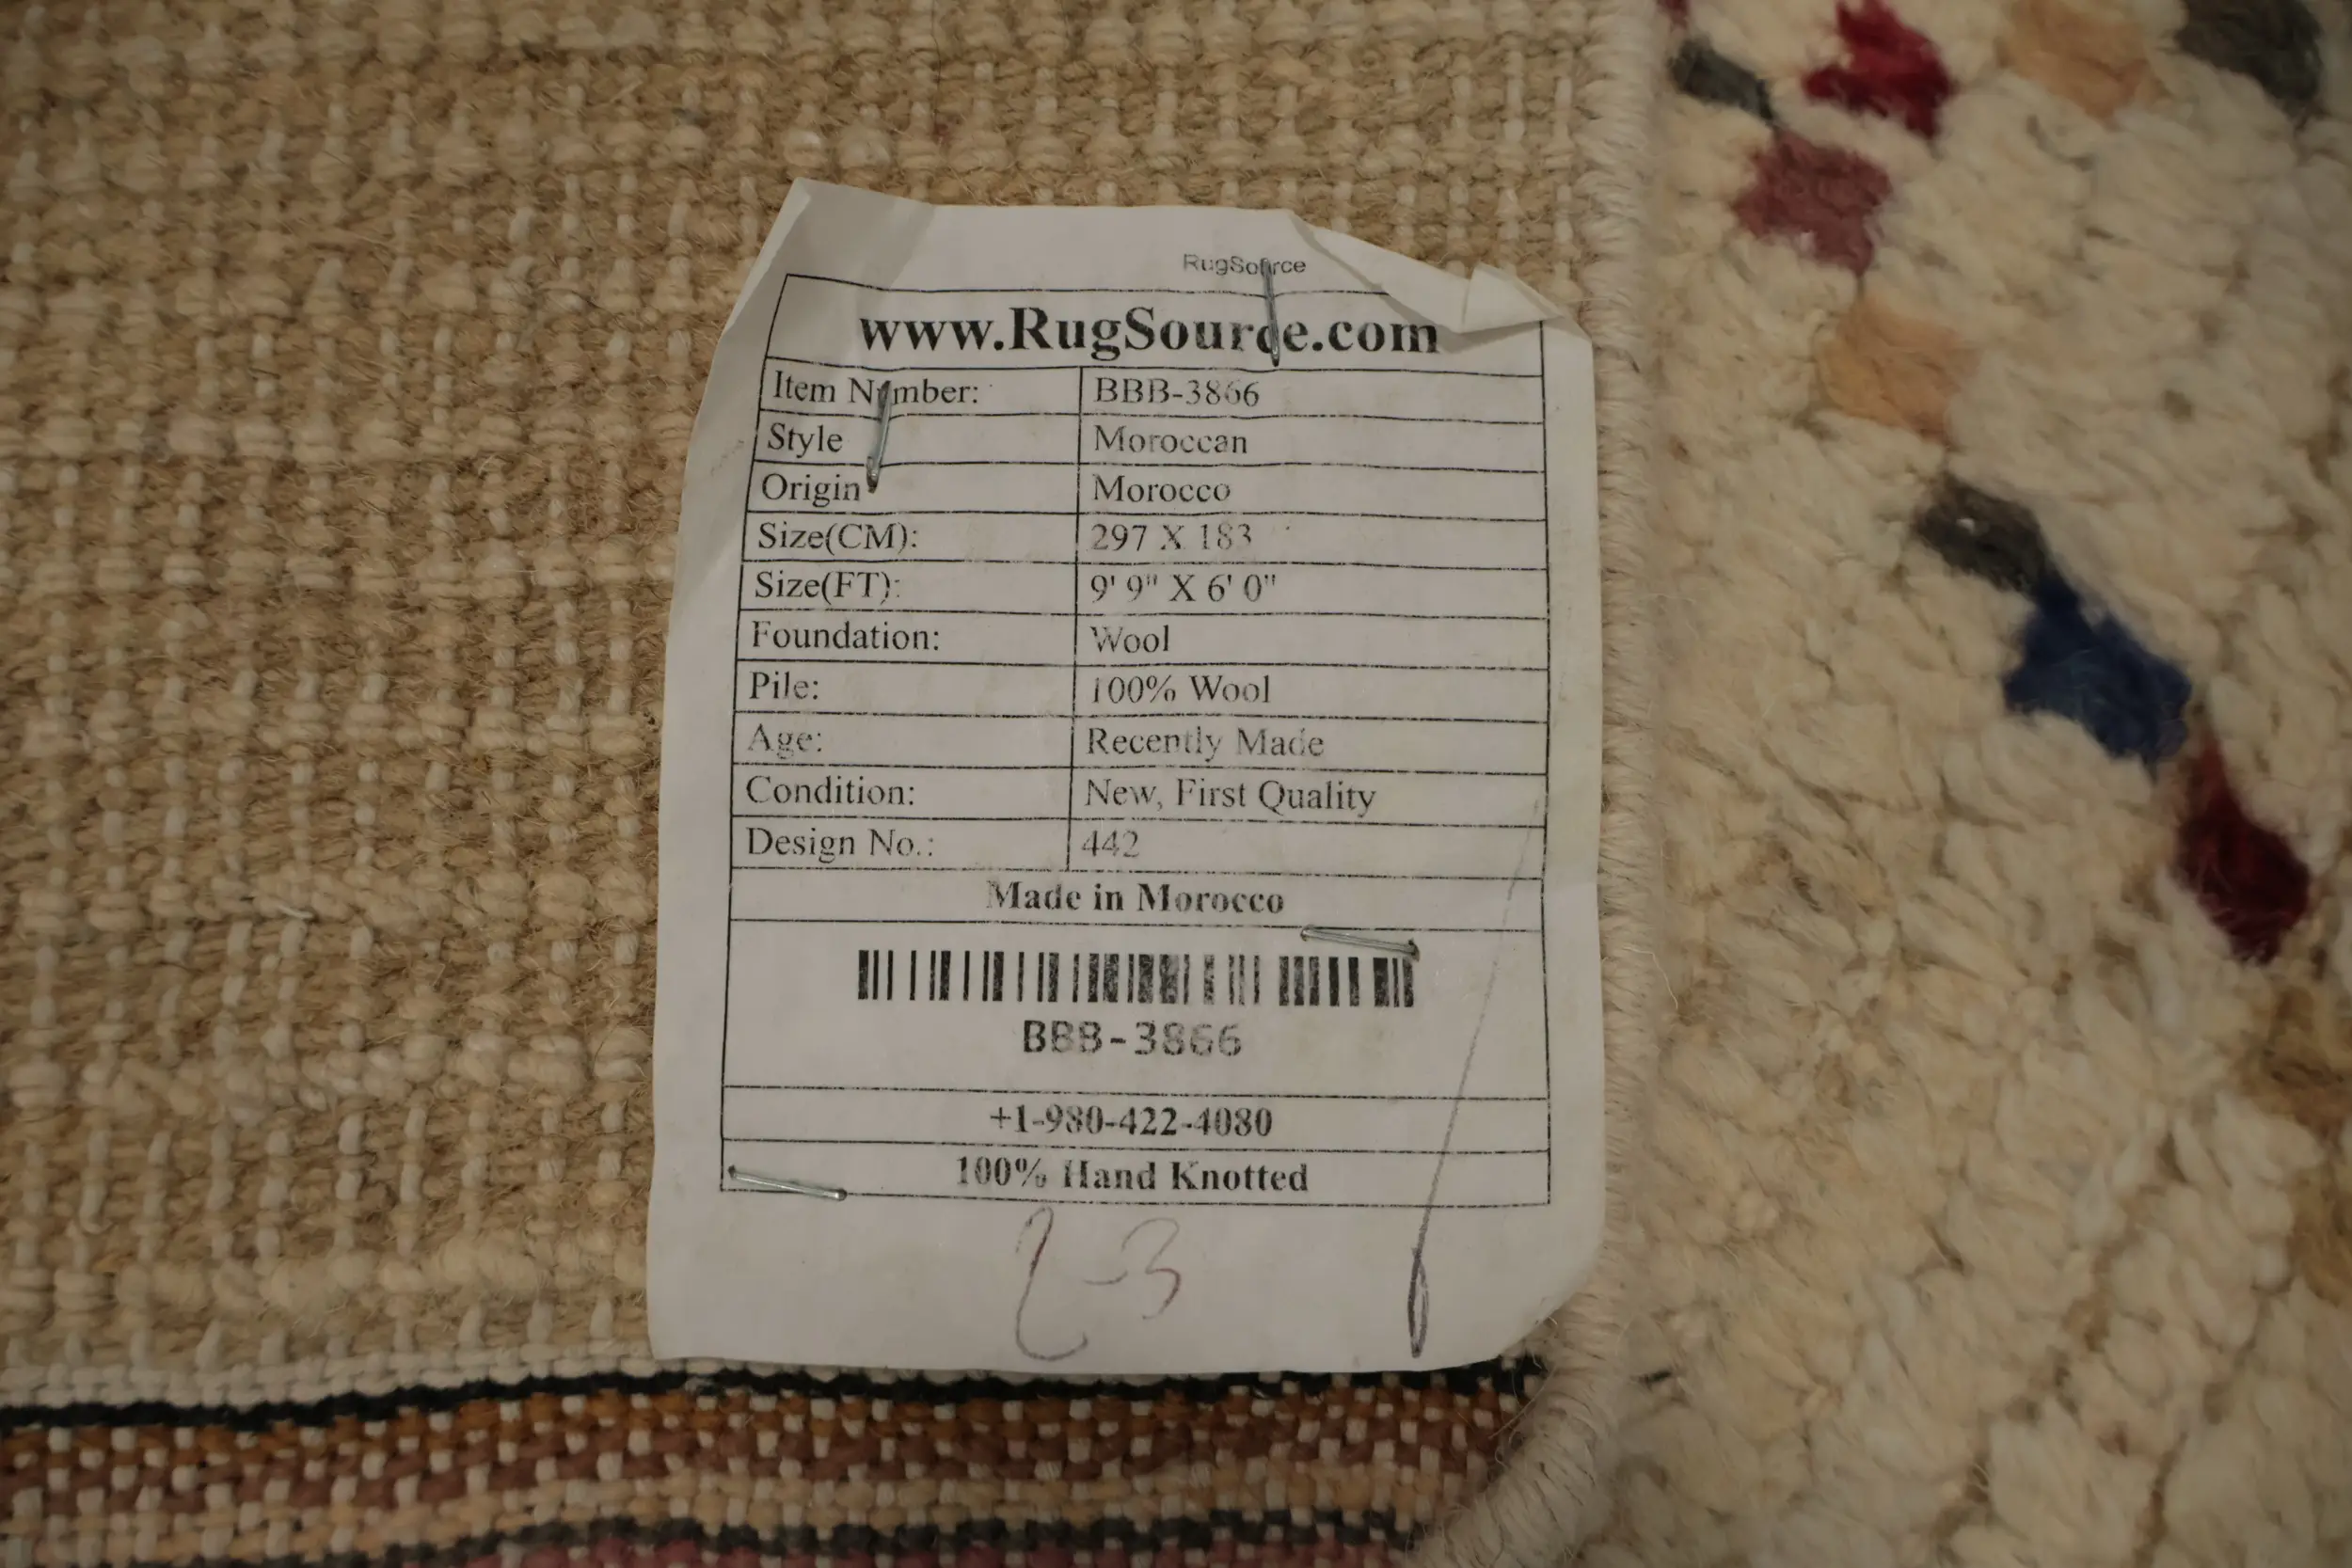 RugSource
www.RugSource.com
Item Number: BBB-3866
Style Moroccan
Origin Morocco
Size(CM): 297 X 183
Size(FT): 9' 9" X 6' 0"
Foundation: Wool
Pile: 100% Wool
Age: Recently Made
Condition: New, First Quality
Design No.: 442
Made in Morocco
BBB-3866
+1-980-422-4080
100% Hand Knotted